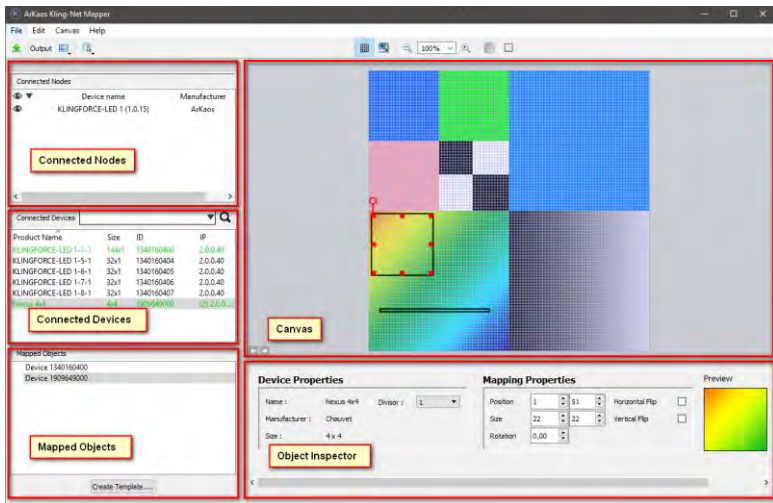 ArKaos Kling-Net Mapper
File Edit Canvas Help
Output 100%
Connected Nodes
Device name Manufacturer
KLINGFORCE-LED 1 (1.0.15) ArKaos
Connected Nodes
Connected Devices
Product Name Size ID IP
KLINGFORCE-LED 1-1-1 144x1 1340160400 2.0.0.40
KLINGFORCE-LED 1-5-1 32x1 1340160404 2.0.0.40
KLINGFORCE-LED 1-6-1 32x1 1340160405 2.0.0.40
KLINGFORCE-LED 1-7-1 32x1 1340160406 2.0.0.40
KLINGFORCE-LED 1-8-1 32x1 1340160407 2.0.0.40
Nexus 4x4 4x4 1909649000 (2) 2.0.0....
Connected Devices
Canvas
Mapped Objects
Device 1340160400
Device 1909649000
Mapped Objects
Create Template....
Device Properties
Name : Nexus 4x4 Divisor : 1
Manufacturer : Chauvet
Size : 4 x 4
Object Inspector
Mapping Properties
Position 1 51 Horizontal Flip
Size 22 22 Vertical Flip
Rotation 0,00
Preview